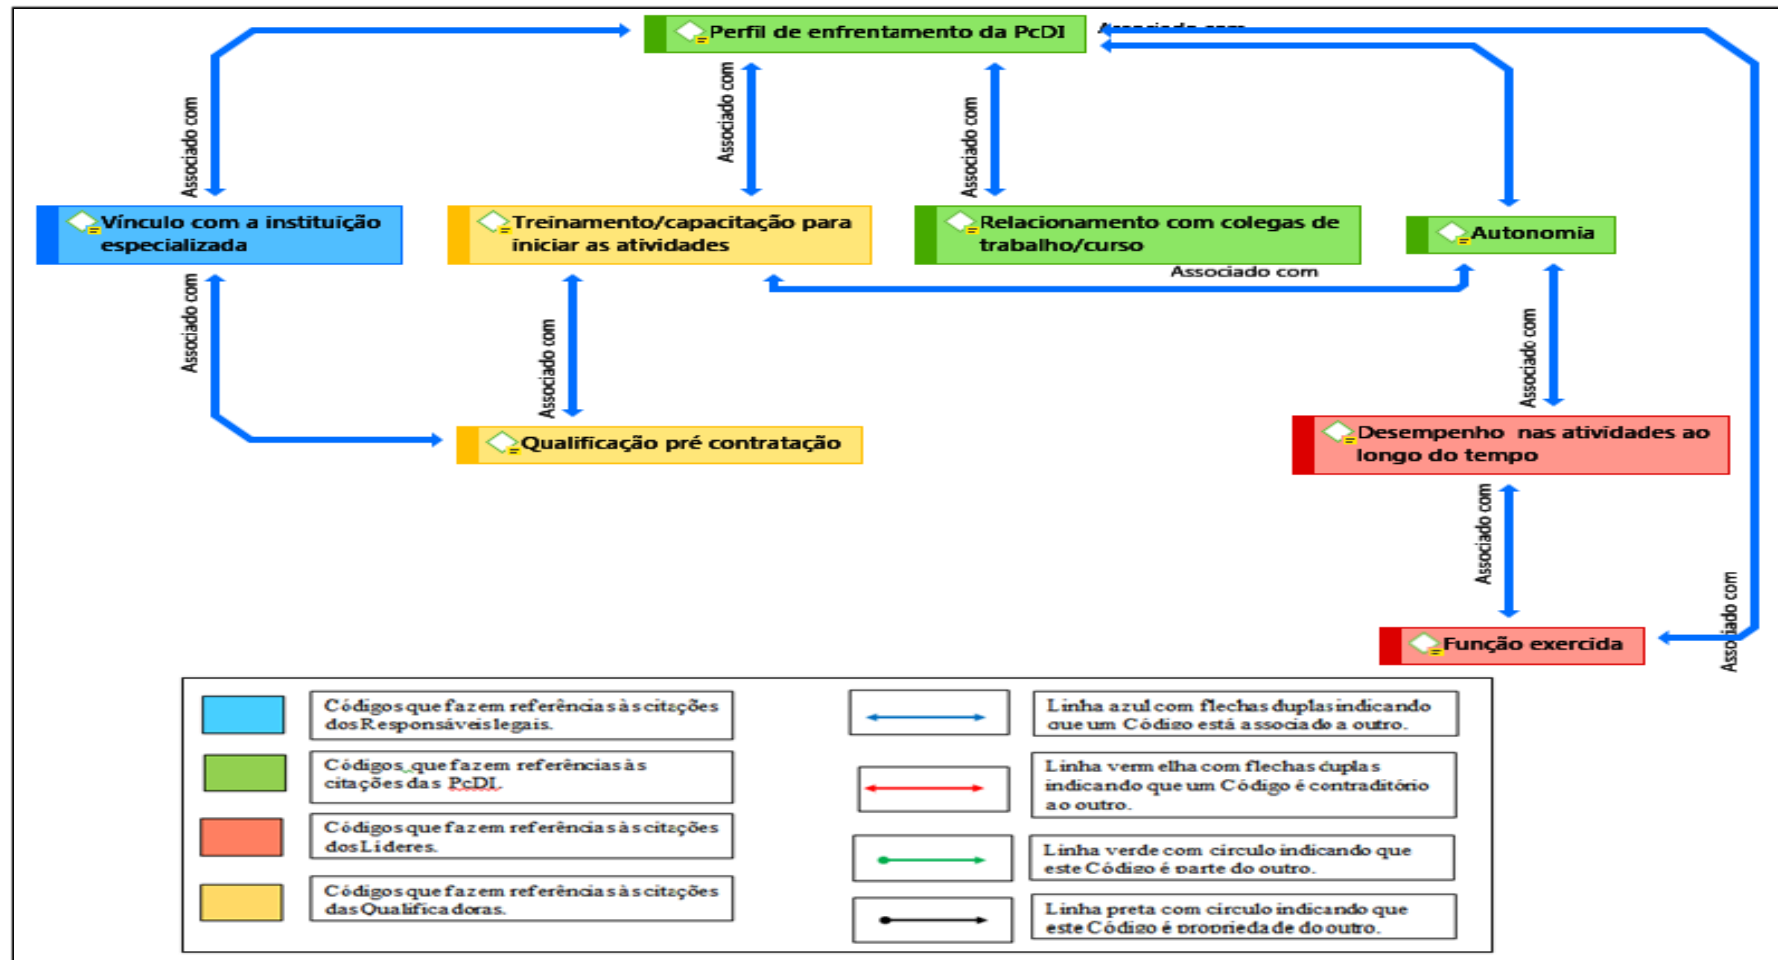 Perfil de enfrentamento da PcDI
Associado com
Associado com
Associado com
Associado com
Vínculo com a instituição
especializada
Treinamento/capacitação para
iniciar as atividades
Relacionamento com colegas de
trabalho/curso
Autonomia
Associado com
Associado com
Associado com
Associado com
Qualificação pré contratação
Desempenho nas atividades ao
longo do tempo
Associado com
Associado com
Função exercida
Códigos que fazem referências às citações
dos Responsáveis legais.
Códigos que fazem referências às
citações das PcDI.
Códigos que fazem referências às citações
dos Líderes.
Códigos que fazem referências às citações
das Qualificadoras.
Linha azul com flechas duplas indicando
que um Código está associado a outro.
Linha vermelha com flechas duplas
indicando que um Código é contraditório
ao outro.
Linha verde com círculo indicando que
este Código é parte do outro.
Linha preta com círculo indicando que
este Código é propriedade do outro.